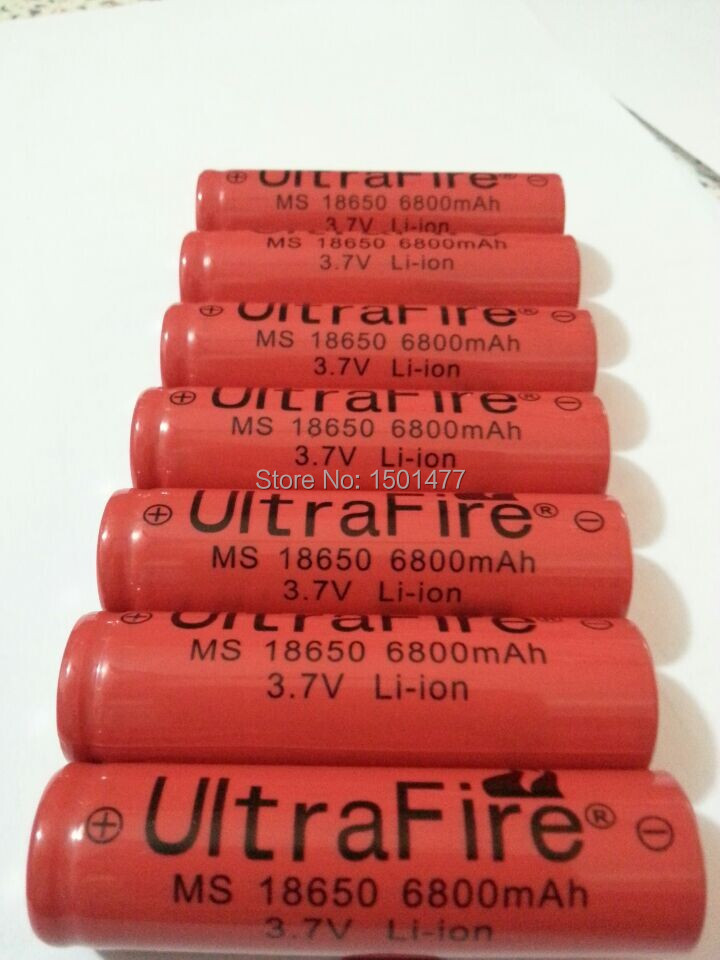 ⊕ UltraFire® ⊖
MS 18650 6800mAh
3.7V Li-ion
MS 18650 6800mAh
3.7V Li-ion
⊕ UltraFire® ⊖
MS 18650 6800mAh
3.7V Li-ion
⊕ UltraFire® ⊖
MS 18650 6800mAh
3.7V Li-ion
Store No: 1501477
⊕ UltraFire® ⊖
MS 18650 6800mAh
3.7V Li-ion
⊕ UltraFire® ⊖
MS 18650 6800mAh
3.7V Li-ion
⊕ UltraFire® ⊖
MS 18650 6800mAh
3.7V Li-ion